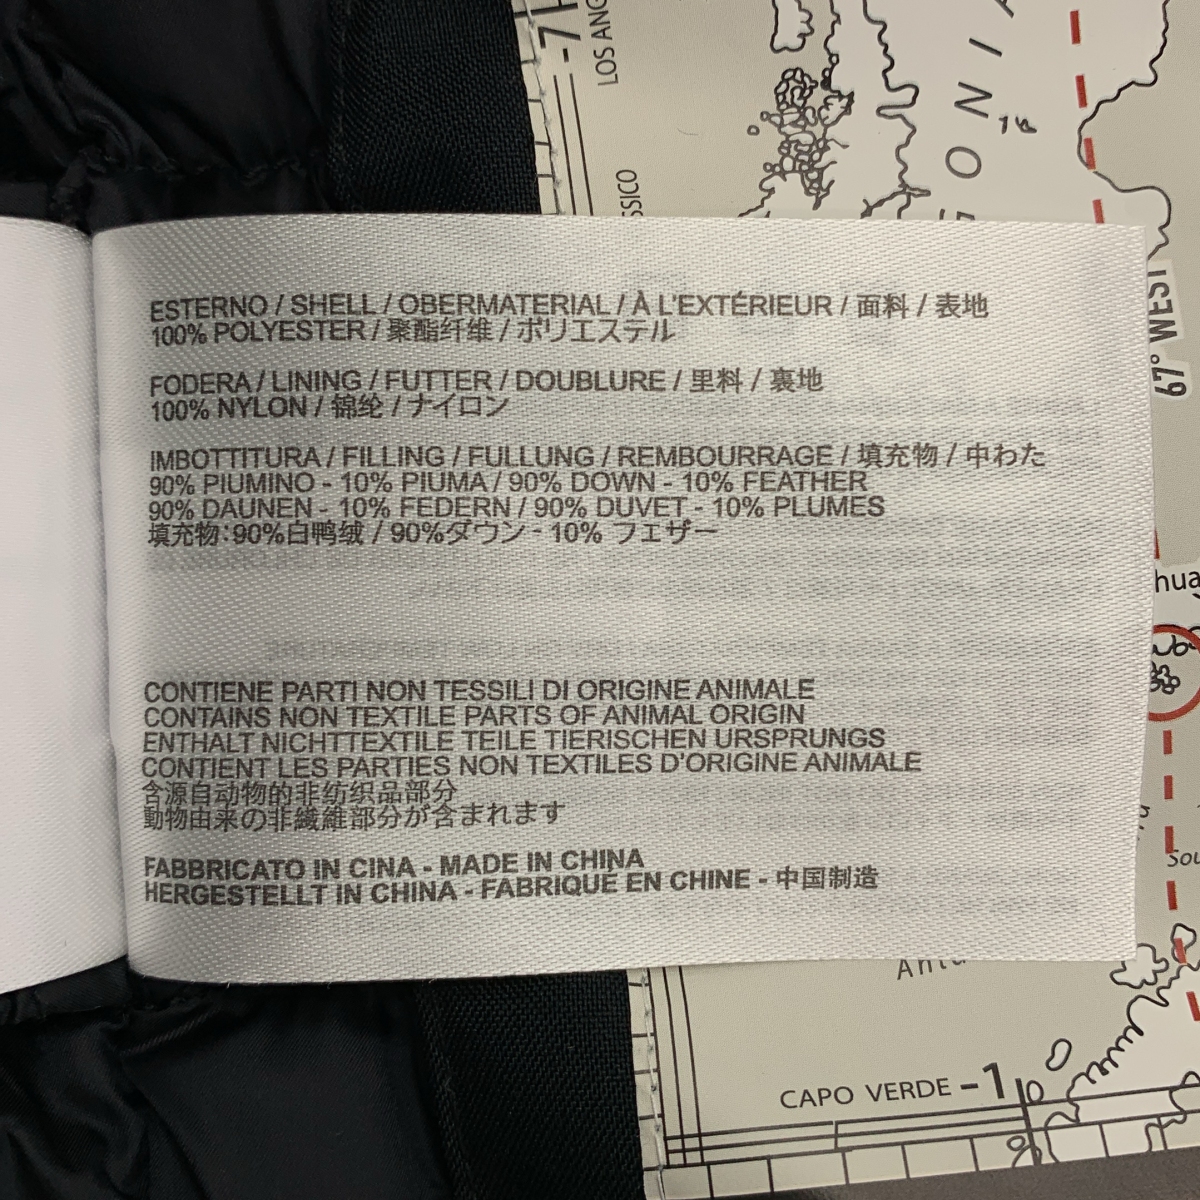 -7H
LOS ANG
SSICO
ONIA
67° WEST
ESTERNO / SHELL / OBERMATERIAL / À L'EXTÉRIEUR / 面料 / 表地
100% POLYESTER / 聚酯纤维 / ポリエステル
FODERA / LINING / FUTTER / DOUBLURE / 里料 / 裏地
100% NYLON / 锦纶 / ナイロン
IMBOTTITURA / FILLING / FULLUNG / REMBOURRAGE / 填充物 / 中わた
90% PIUMINO - 10% PIUMA / 90% DOWN - 10% FEATHER
90% DAUNEN - 10% FEDERN / 90% DUVET - 10% PLUMES
填充物:90%白鸭绒 / 90%ダウン - 10% フェザー
CONTIENE PARTI NON TESSILI DI ORIGINE ANIMALE
CONTAINS NON TEXTILE PARTS OF ANIMAL ORIGIN
ENTHALT NICHTTEXTILE TEILE TIERISCHEN URSPRUNGS
CONTIENT LES PARTIES NON TEXTILES D'ORIGINE ANIMALE
含源自动物的非纺织品部分
動物由来の非繊維部分が含まれます
FABBRICATO IN CINA - MADE IN CHINA
HERGESTELLT IN CHINA - FABRIQUE EN CHINE - 中国制造
hua
Sou
CAPO VERDE -1